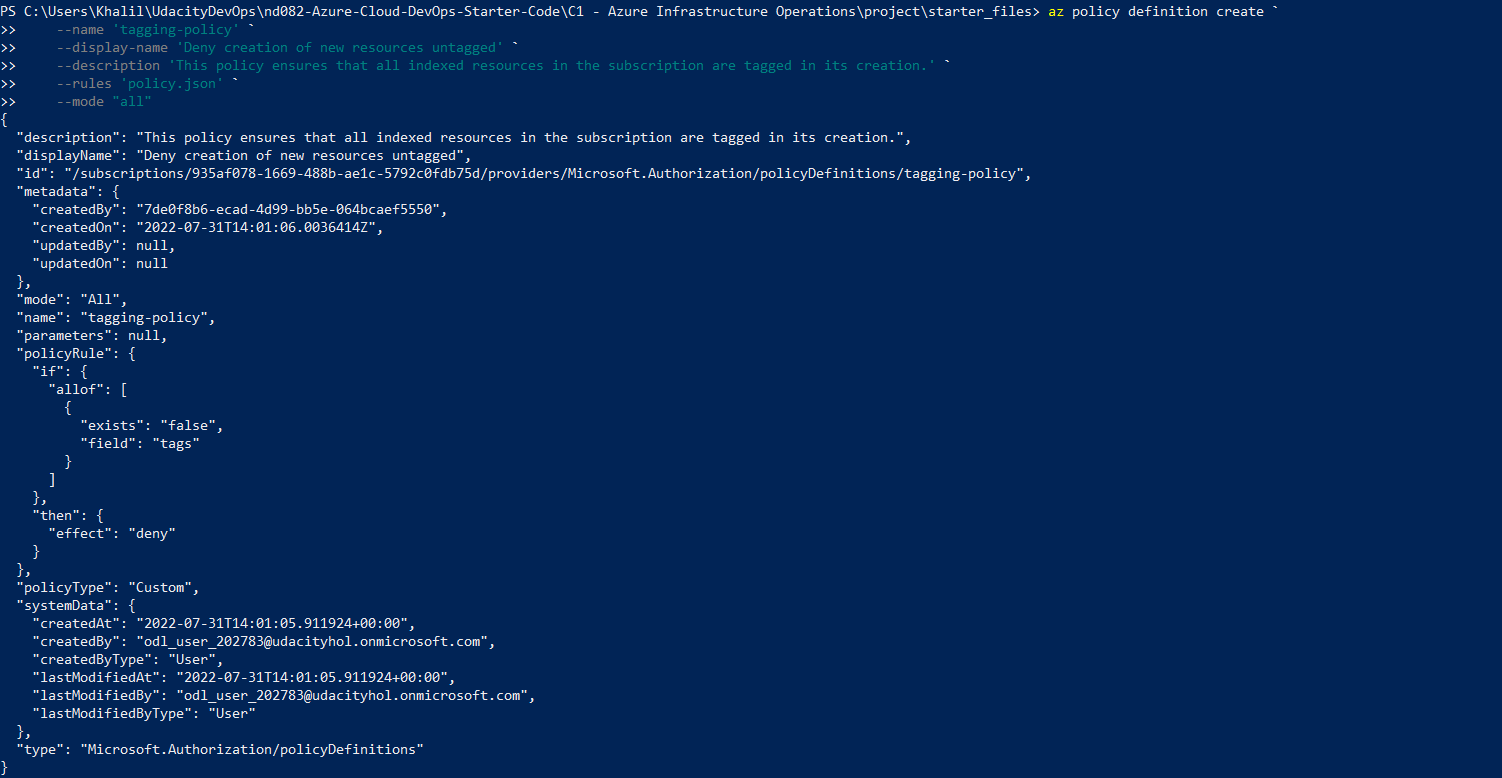 PS C:\Users\Khalil\UdacityDevOps\nd082-Azure-Cloud-DevOps-Starter-Code\C1 - Azure Infrastructure Operations\project\starter_files> az policy definition create `
>>     --name 'tagging-policy' `
>>     --display-name 'Deny creation of new resources untagged' `
>>     --description 'This policy ensures that all indexed resources in the subscription are tagged in its creation.' `
>>     --rules 'policy.json' `
>>     --mode "all"
{
  "description": "This policy ensures that all indexed resources in the subscription are tagged in its creation.",
  "displayName": "Deny creation of new resources untagged",
  "id": "/subscriptions/935af078-1669-488b-ae1c-5792c0fdb75d/providers/Microsoft.Authorization/policyDefinitions/tagging-policy",
  "metadata": {
    "createdBy": "7de0f8b6-ecad-4d99-bb5e-064bcaef5550",
    "createdOn": "2022-07-31T14:01:06.0036414Z",
    "updatedBy": null,
    "updatedOn": null
  },
  "mode": "All",
  "name": "tagging-policy",
  "parameters": null,
  "policyRule": {
    "if": {
      "allof": [
        {
          "exists": "false",
          "field": "tags"
        }
      ]
    },
    "then": {
      "effect": "deny"
    }
  },
  "policyType": "Custom",
  "systemData": {
    "createdAt": "2022-07-31T14:01:05.911924+00:00",
    "createdBy": "odl_user_202783@udacityhol.onmicrosoft.com",
    "createdByType": "User",
    "lastModifiedAt": "2022-07-31T14:01:05.911924+00:00",
    "lastModifiedBy": "odl_user_202783@udacityhol.onmicrosoft.com",
    "lastModifiedByType": "User"
  },
  "type": "Microsoft.Authorization/policyDefinitions"
}